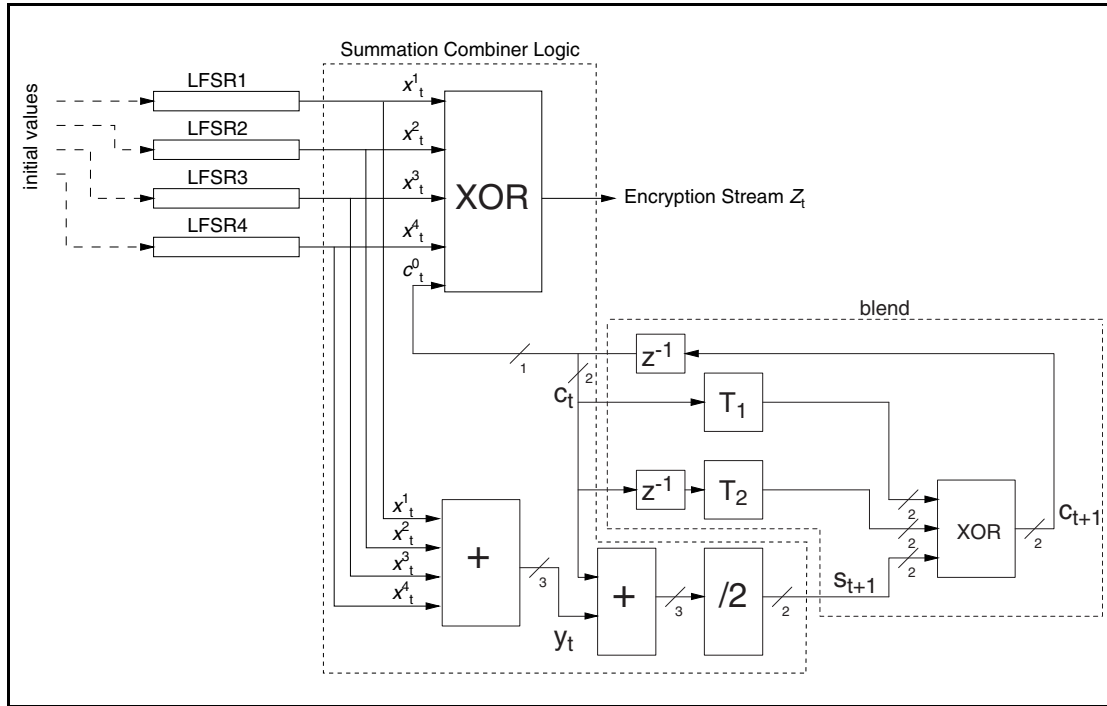 Summation Combiner Logic
initial values
LFSR1
LFSR2
LFSR3
LFSR4
x¹ₜ
x²ₜ
x³ₜ
x⁴ₜ
c⁰ₜ
XOR
Encryption Stream Zₜ
blend
z⁻¹
1
2
cₜ
T₁
z⁻¹
T₂
2
2
2
XOR
2
cₜ₊₁
x¹ₜ
x²ₜ
x³ₜ
x⁴ₜ
+
3
yₜ
+
3
/2
2
sₜ₊₁